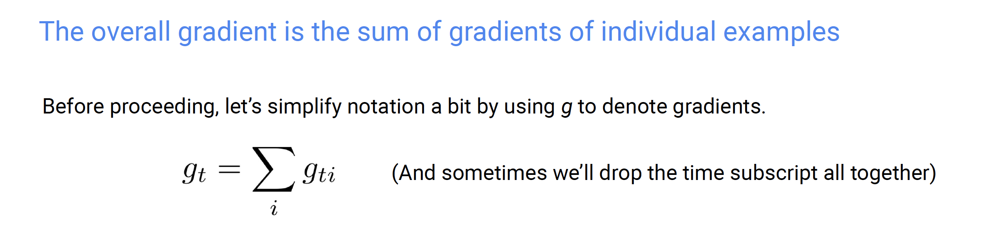 The overall gradient is the sum of gradients of individual examples
Before proceeding, let’s simplify notation a bit by using g to denote gradients.
g_t = \sum_i g_{ti} (And sometimes we’ll drop the time subscript all together)